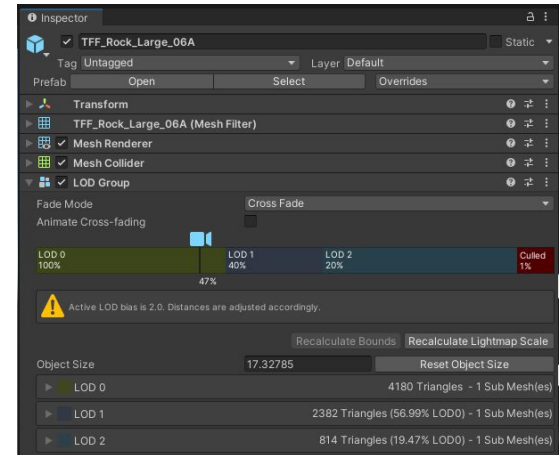 Inspector
TFF_Rock_Large_06A Static
Tag Untagged Layer Default
Prefab Open Select Overrides
Transform
TFF_Rock_Large_06A (Mesh Filter)
Mesh Renderer
Mesh Collider
LOD Group
Fade Mode Cross Fade
Animate Cross-fading
LOD 0 LOD 1 LOD 2 Culled
100% 40% 20% 1%
47%
Active LOD bias is 2.0. Distances are adjusted accordingly.
Recalculate Bounds Recalculate Lightmap Scale
Object Size 17.32785 Reset Object Size
LOD 0 4180 Triangles - 1 Sub Mesh(es)
LOD 1 2382 Triangles (56.99% LOD0) - 1 Sub Mesh(es)
LOD 2 814 Triangles (19.47% LOD0) - 1 Sub Mesh(es)